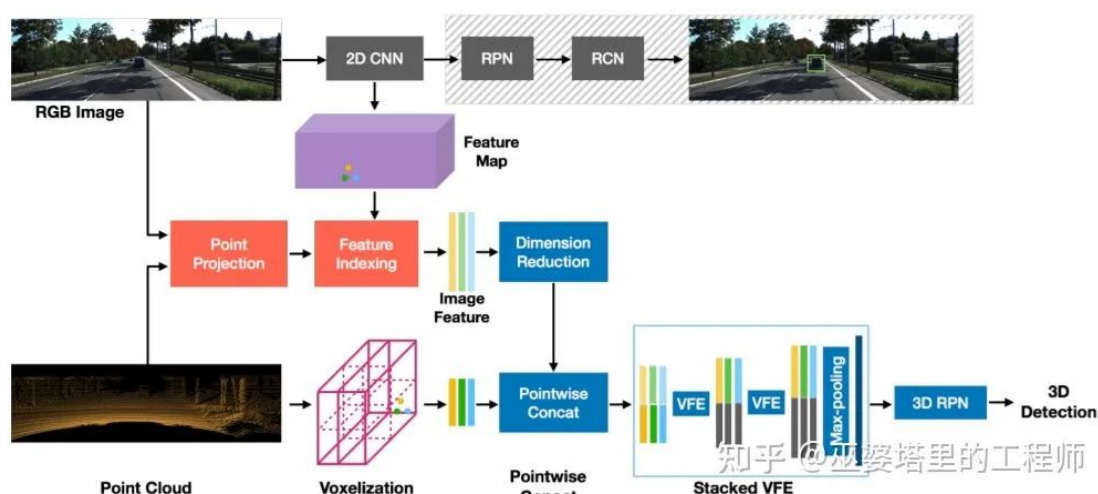 2D CNN
RPN
RCN
RGB Image
Feature
Map
Point
Projection
Feature
Indexing
Dimension
Reduction
Image
Feature
Pointwise
Concat
VFE
VFE
Max-pooling
3D RPN
3D
Detection
知乎 @巫婆塔里的工程师
Point Cloud
Voxelization
Pointwise
Concat
Stacked VFE